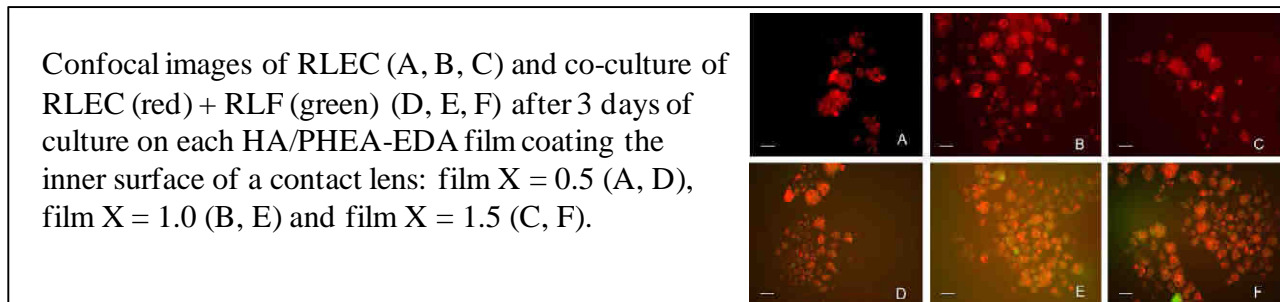 Confocal images of RLEC (A, B, C) and co-culture of
RLEC (red) + RLF (green) (D, E, F) after 3 days of
culture on each HA/PHEA-EDA film coating the
inner surface of a contact lens: film X = 0.5 (A, D),
film X = 1.0 (B, E) and film X = 1.5 (C, F).
A
B
C
D
E
F